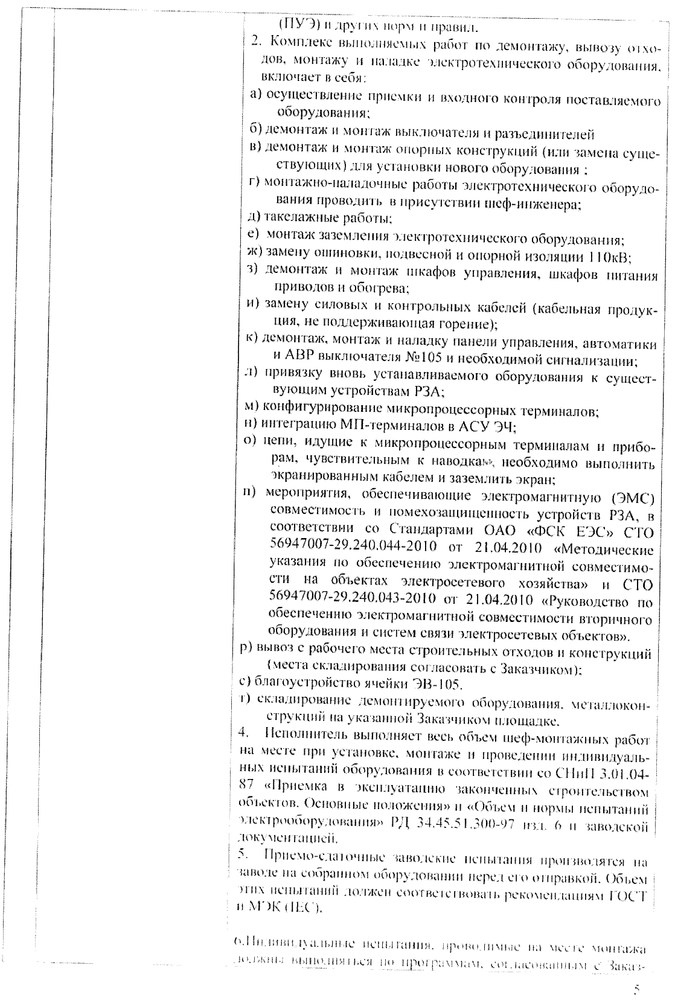 (ПУЭ) и других норм и правил.
2. Комплекс выполняемых работ по демонтажу, вывозу отхо-
дов, монтажу и наладке электротехнического оборудования,
включает в себя:
а) осуществление приемки и входного контроля поставляемого
оборудования;
б) демонтаж и монтаж выключателя и разъединителей
в) демонтаж и монтаж опорных конструкций (или замена суще-
ствующих) для установки нового оборудования ;
г) монтажно-наладочные работы электротехнического оборудо-
вания проводить в присутствии шеф-инженера;
д) такелажные работы;
е) монтаж заземления электротехнического оборудования;
ж) замену ошиновки, подвесной и опорной изоляции 110кВ;
з) демонтаж и монтаж шкафов управления, шкафов питания
приводов и обогрева;
и) замену силовых и контрольных кабелей (кабельная продук-
ция, не поддерживающая горение);
к) демонтаж, монтаж и наладку панели управления, автоматики
и АВР выключателя №105 и необходимой сигнализации;
л) привязку вновь устанавливаемого оборудования к сущест-
вующим устройствам РЗА;
м) конфигурирование микропроцессорных терминалов;
н) интеграцию МП-терминалов в АСУ ЭЧ;
о) цепи, идущие к микропроцессорным терминалам и прибо-
рам, чувствительным к наводкам, необходимо выполнить
экранированным кабелем и заземлить экран;
п) мероприятия, обеспечивающие электромагнитную (ЭМС)
совместимость и помехозащищенность устройств РЗА, в
соответствии со Стандартами ОАО «ФСК ЕЭС» СТО
56947007-29.240.044-2010 от 21.04.2010 «Методические
указания по обеспечению электромагнитной совместимо-
сти на объектах электросетевого хозяйства» и СТО
56947007-29.240.043-2010 от 21.04.2010 «Руководство по
обеспечению электромагнитной совместимости вторичного
оборудования и систем связи электросетевых объектов».
р) вывоз с рабочего места строительных отходов и конструкций
(места складирования согласовать с Заказчиком);
с) благоустройство ячейки ЭВ-105.
т) складирование демонтируемого оборудования, металлокон-
струкций на указанной Заказчиком площадке.
4. Исполнитель выполняет весь объем шеф-монтажных работ
на месте при установке, монтаже и проведении индивидуаль-
ных испытаний оборудования в соответствии со СНиП 3.01.04-
87 «Приемка в эксплуатацию законченных строительством
объектов. Основные положения» и «Объем и нормы испытаний
электрооборудования» РД 34.45.51.300-97 изд. 6 и заводской
документацией.
5. Приемо-сдаточные заводские испытания производятся на
заводе на собранном оборудовании перед его отправкой. Объем
этих испытаний должен соответствовать рекомендациям ГОСТ
и МЭК (IEC).
6.Индивидуальные испытания, проводимые на месте монтажа
должны выполняться по программам, согласованным с Заказ-
5